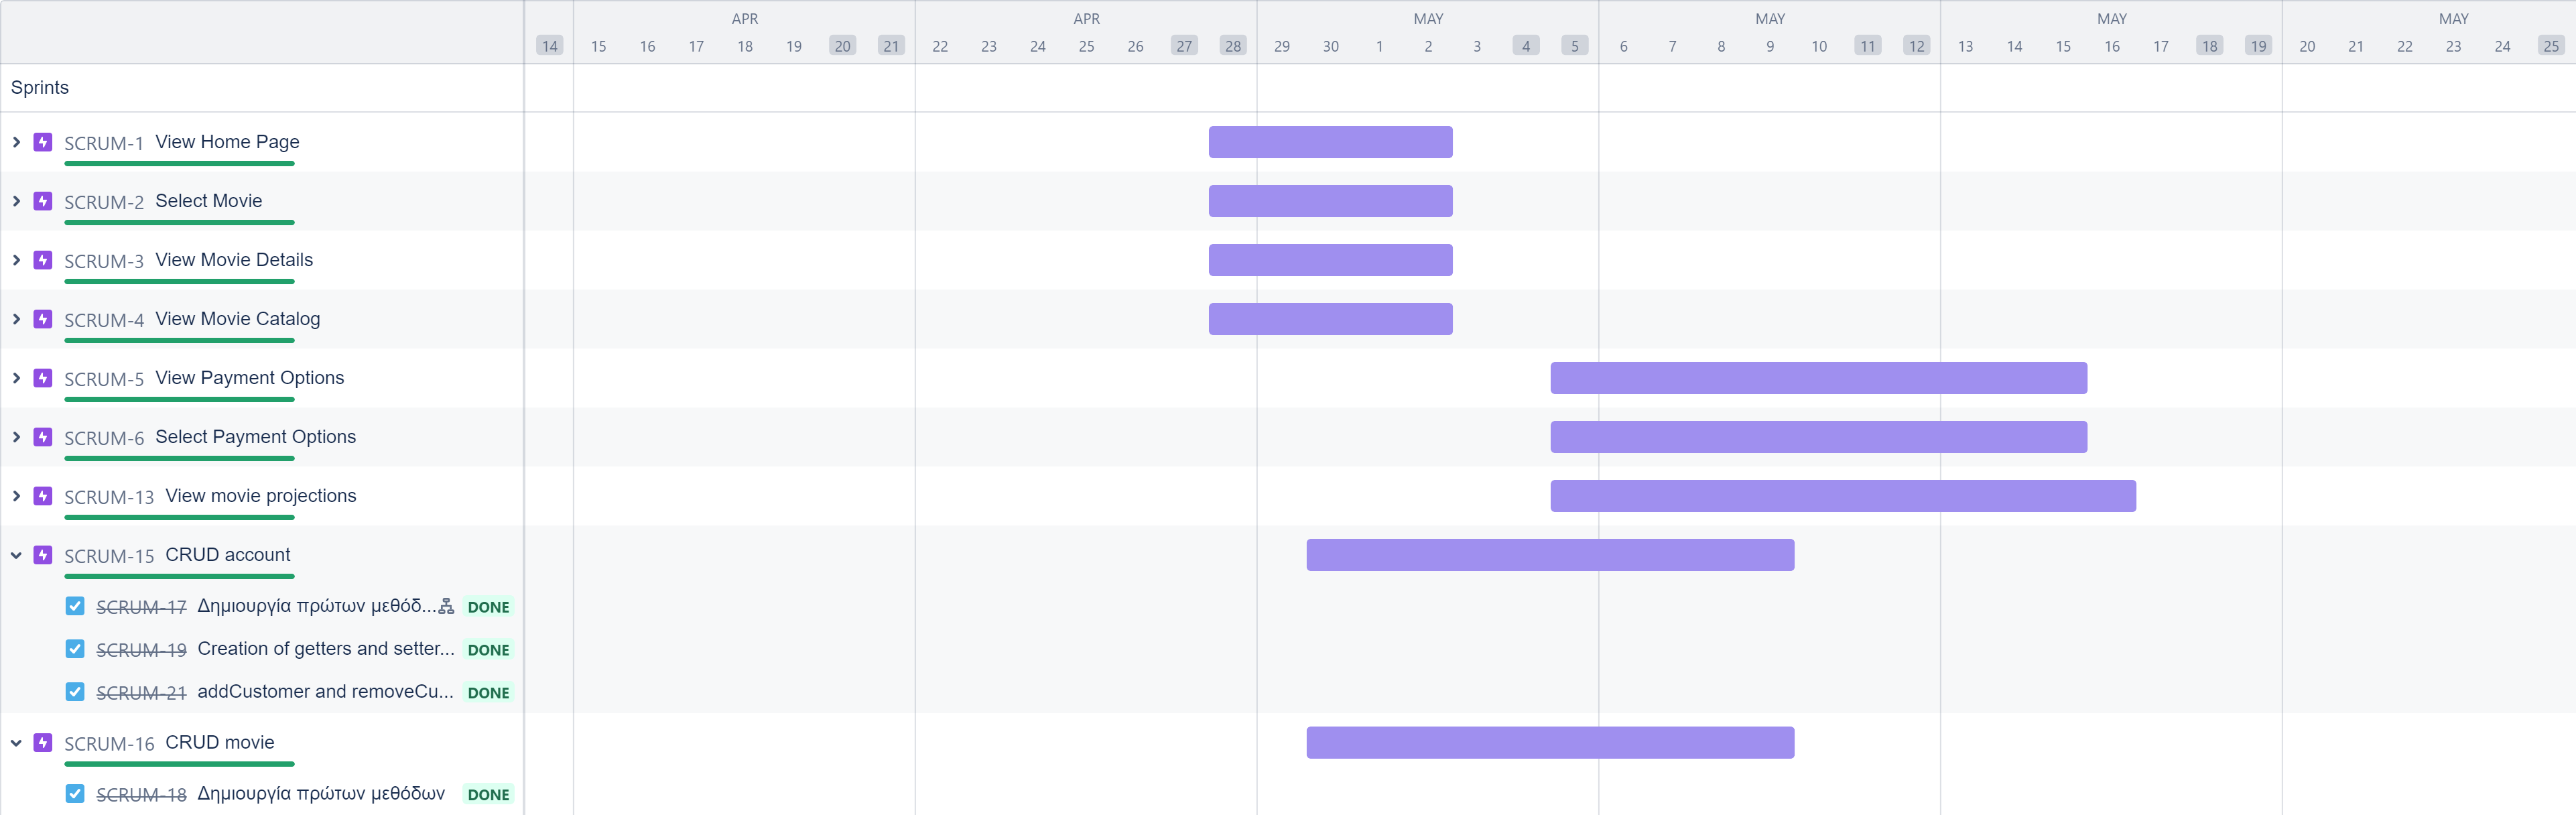 APR APR MAY MAY MAY MAY
14 15 16 17 18 19 20 21 22 23 24 25 26 27 28 29 30 1 2 3 4 5 6 7 8 9 10 11 12 13 14 15 16 17 18 19 20 21 22 23 24 25
Sprints
SCRUM-1 View Home Page
SCRUM-2 Select Movie
SCRUM-3 View Movie Details
SCRUM-4 View Movie Catalog
SCRUM-5 View Payment Options
SCRUM-6 Select Payment Options
SCRUM-13 View movie projections
SCRUM-15 CRUD account
SCRUM-17 Δημιουργία πρώτων μεθόδ... DONE
SCRUM-19 Creation of getters and setter... DONE
SCRUM-21 addCustomer and removeCu... DONE
SCRUM-16 CRUD movie
SCRUM-18 Δημιουργία πρώτων μεθόδων DONE